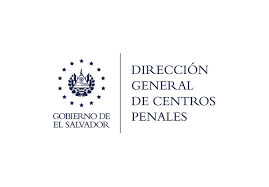 GOBIERNO DE
EL SALVADOR
DIRECCIÓN
GENERAL
DE CENTROS
PENALES